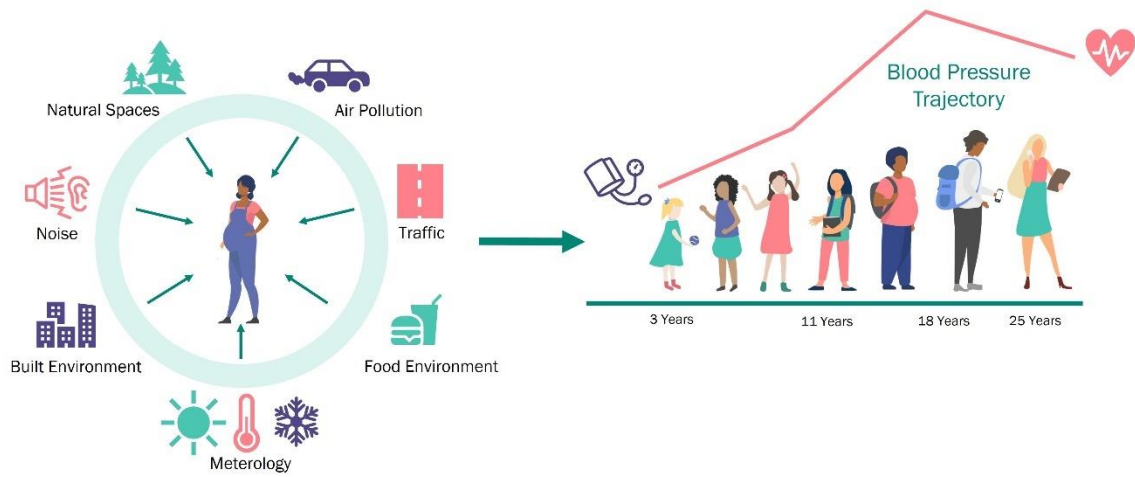 Natural Spaces
Air Pollution
Noise
Traffic
Built Environment
Food Environment
Meterology
Blood Pressure
Trajectory
3 Years
11 Years
18 Years
25 Years